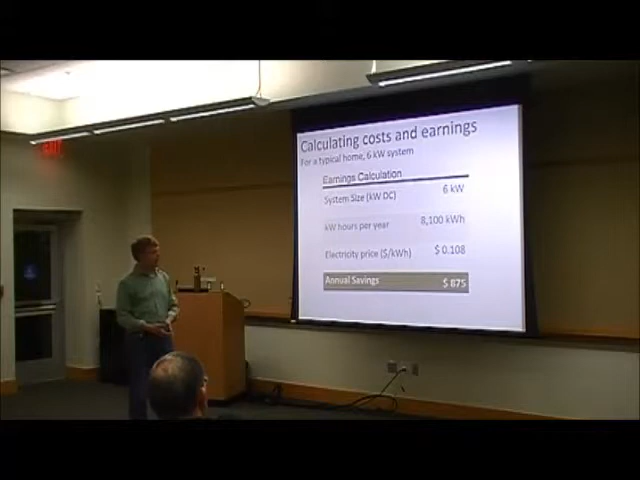 EXIT
Calculating costs and earnings
For a typical home, 6 kW system
Earnings Calculation
System Size (kW DC) 6 kW
kW hours per year 8,100 kWh
Electricity price ($/kWh) $ 0.108
Annual Savings $ 875